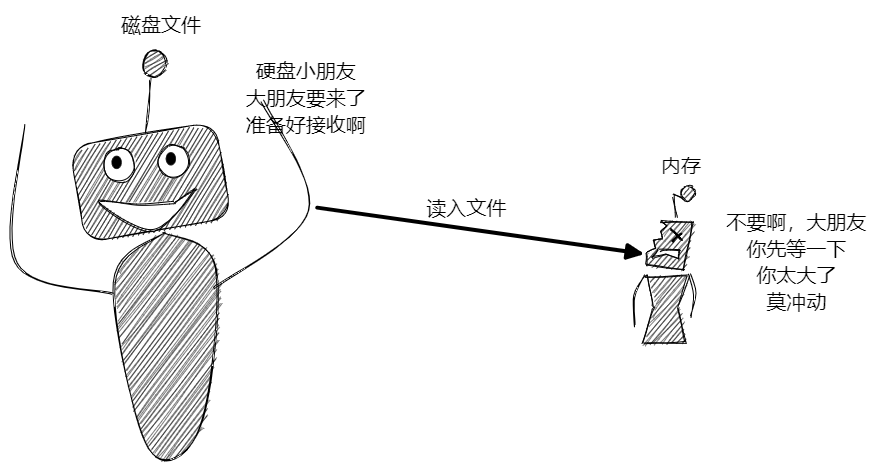 磁盘文件
硬盘小朋友
大朋友要来了
准备好接收啊
读入文件
内存
不要啊，大朋友
你先等一下
你太大了
莫冲动